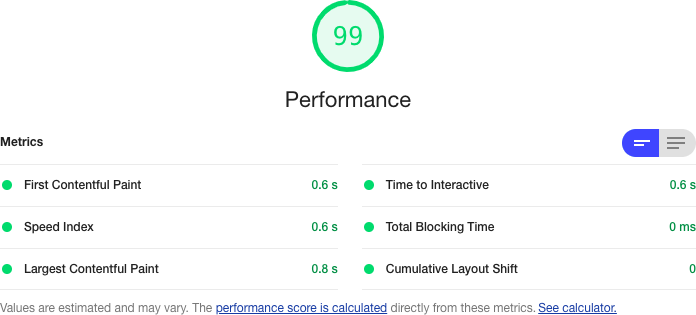 99
Performance
Metrics
First Contentful Paint 0.6 s
Time to Interactive 0.6 s
Speed Index 0.6 s
Total Blocking Time 0 ms
Largest Contentful Paint 0.8 s
Cumulative Layout Shift 0
Values are estimated and may vary. The performance score is calculated directly from these metrics. See calculator.